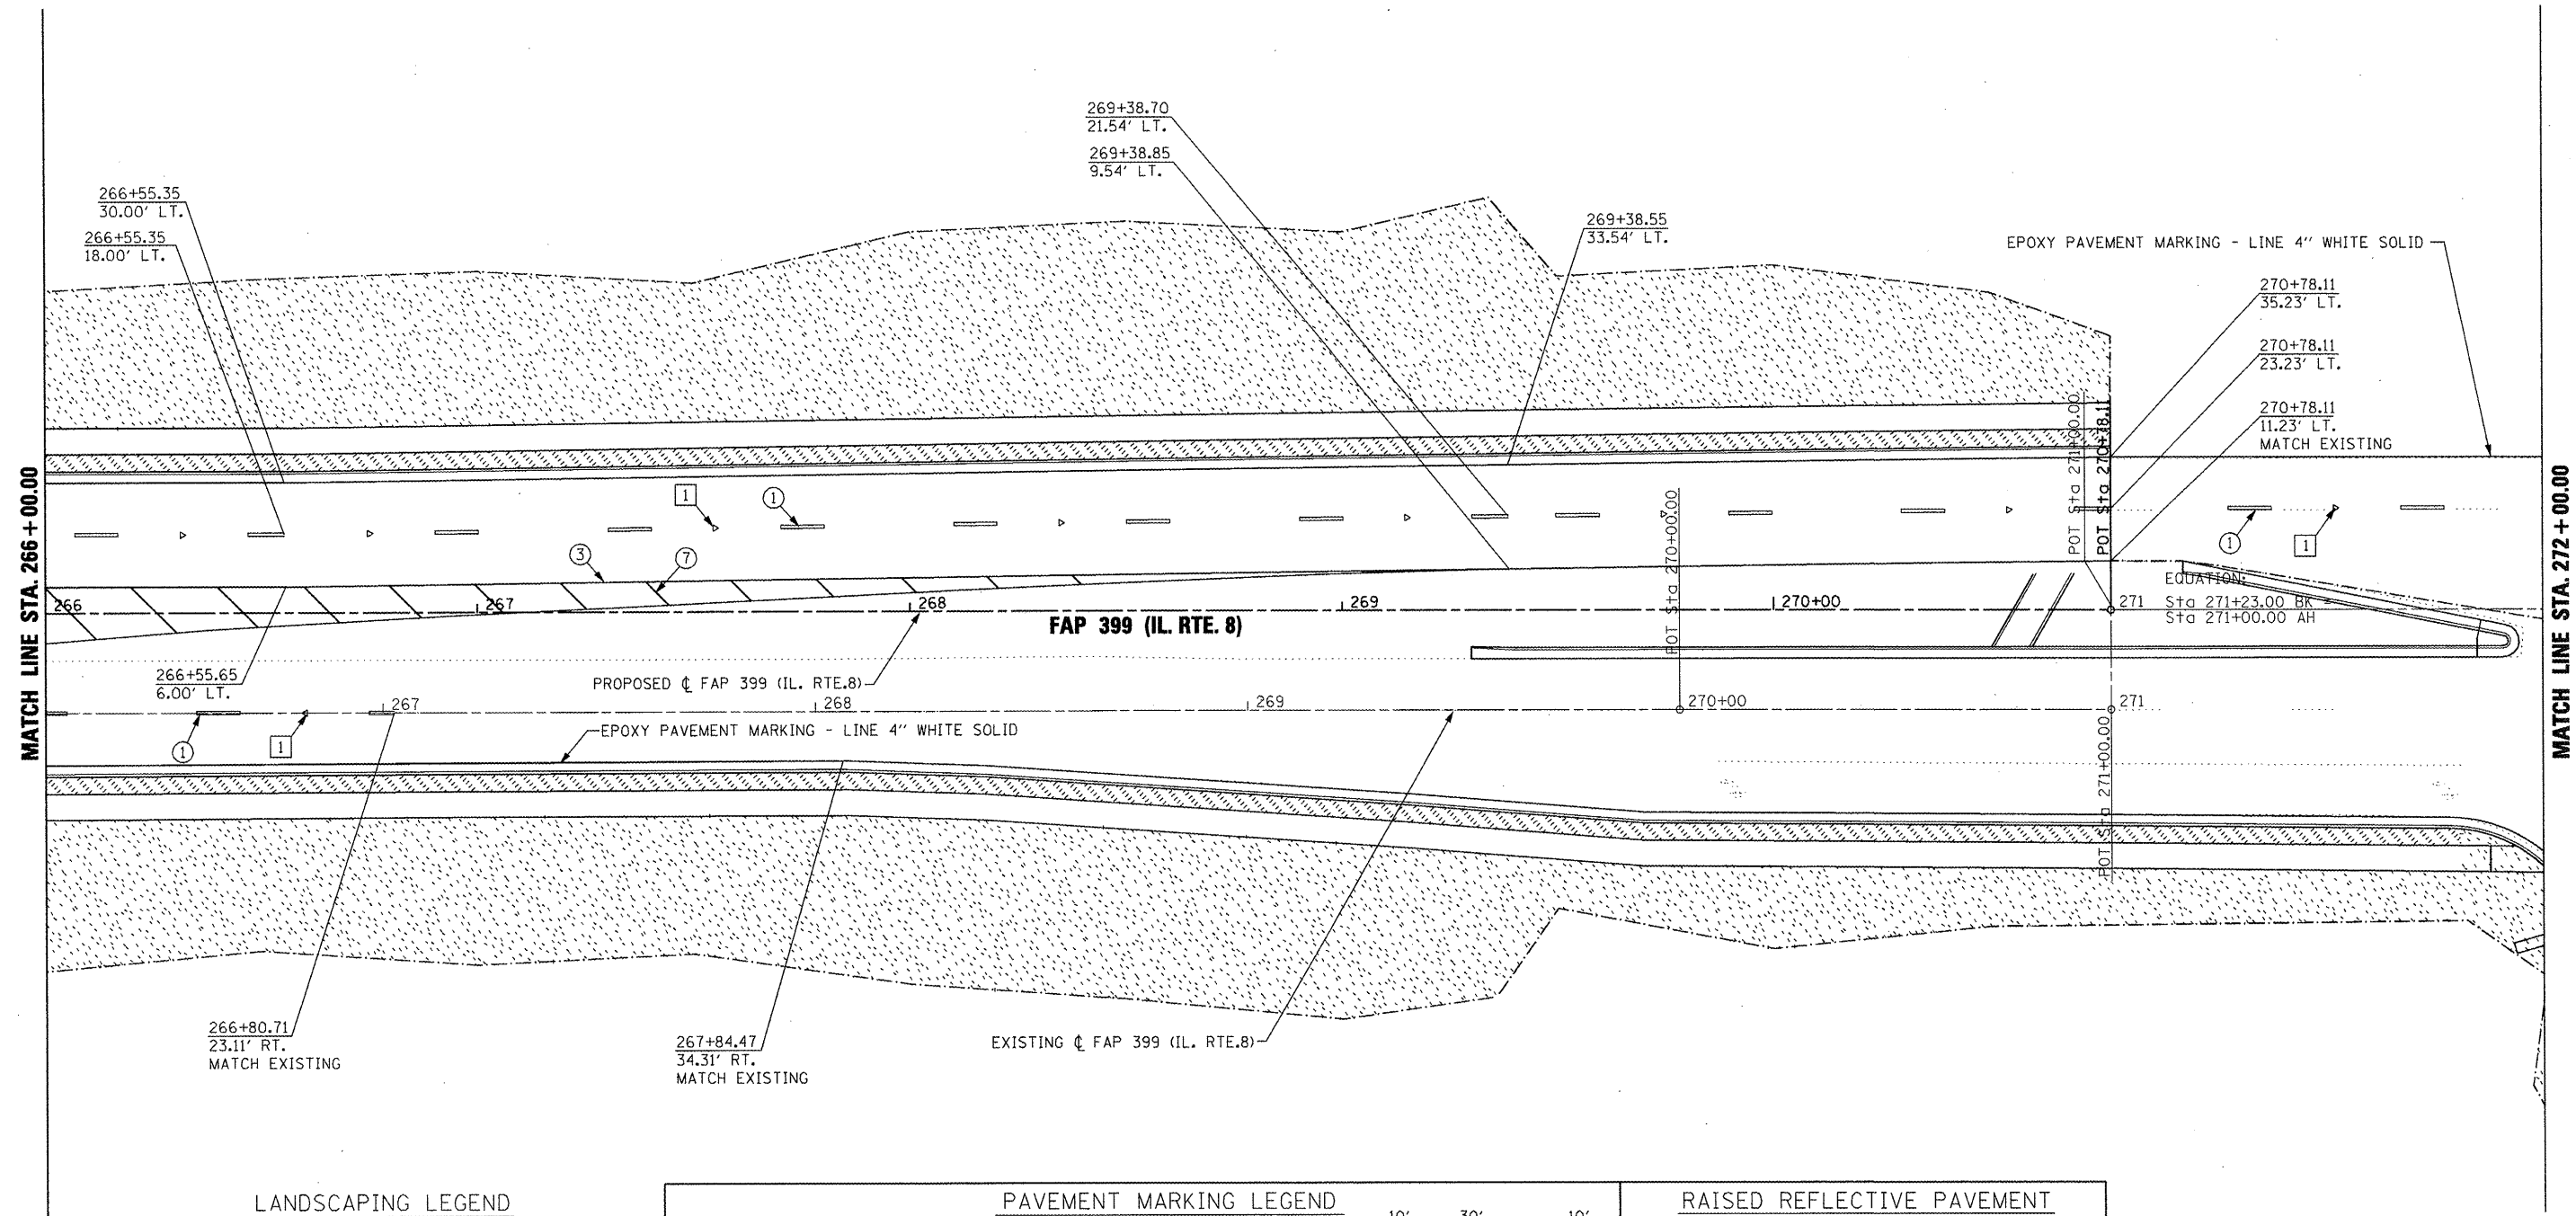 269+38.70
21.54' LT.
269+38.85
9.54' LT.
266+55.35
30.00' LT.
266+55.35
18.00' LT.
269+38.55
33.54' LT.
EPOXY PAVEMENT MARKING - LINE 4" WHITE SOLID
270+78.11
35.23' LT.
270+78.11
23.23' LT.
270+78.11
11.23' LT.
MATCH EXISTING
MATCH LINE STA. 266+00.00
MATCH LINE STA. 272+00.00
POT Sta 271+00.00
POT Sta 270+78.11
POT Sta 270+00.00
1
1
3
7
1
1
266
267
268
269
270+00
271
EQUATION:
Sta 271+23.00 BK =
Sta 271+00.00 AH
FAP 399 (IL. RTE. 8)
266+55.65
6.00' LT.
PROPOSED ℄ FAP 399 (IL. RTE.8)
267
268
269
270+00
271
1
1
EPOXY PAVEMENT MARKING - LINE 4" WHITE SOLID
POT Sta 271+00.00
266+80.71
23.11' RT.
MATCH EXISTING
267+84.47
34.31' RT.
MATCH EXISTING
EXISTING ℄ FAP 399 (IL. RTE.8)
LANDSCAPING LEGEND
PAVEMENT MARKING LEGEND
10' 30' 10'
RAISED REFLECTIVE PAVEMENT